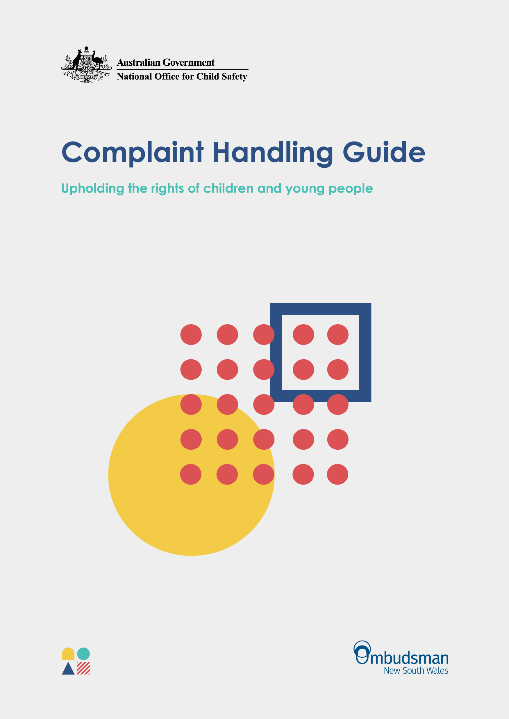 Australian Government
National Office for Child Safety
Complaint Handling Guide
Upholding the rights of children and young people
Ombudsman
New South Wales